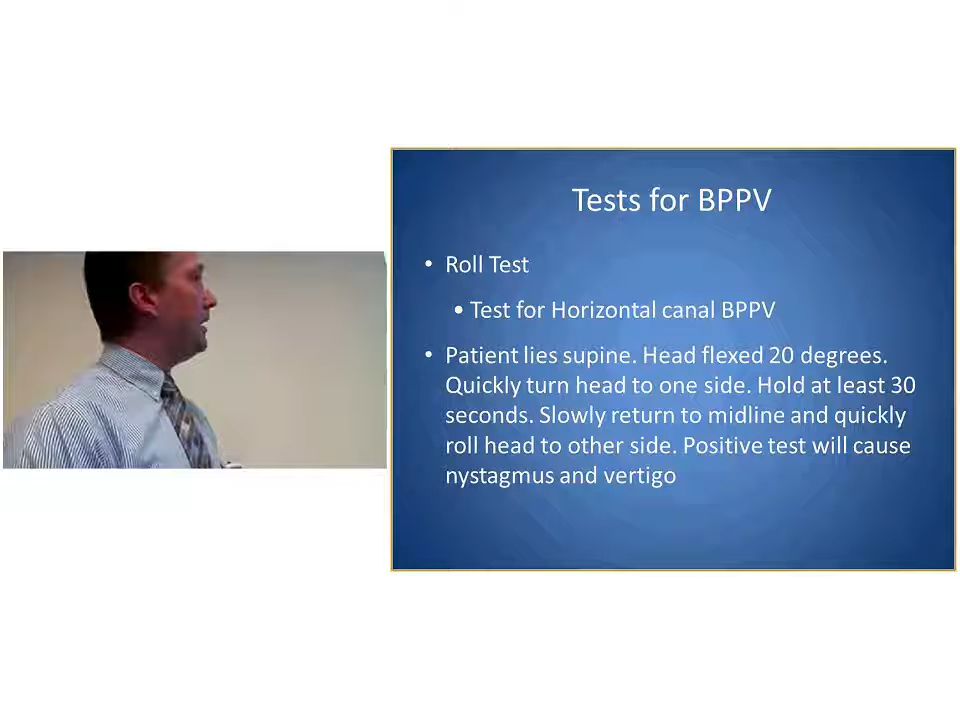 Tests for BPPV
• Roll Test
• Test for Horizontal canal BPPV
• Patient lies supine. Head flexed 20 degrees.
Quickly turn head to one side. Hold at least 30
seconds. Slowly return to midline and quickly
roll head to other side. Positive test will cause
nystagmus and vertigo